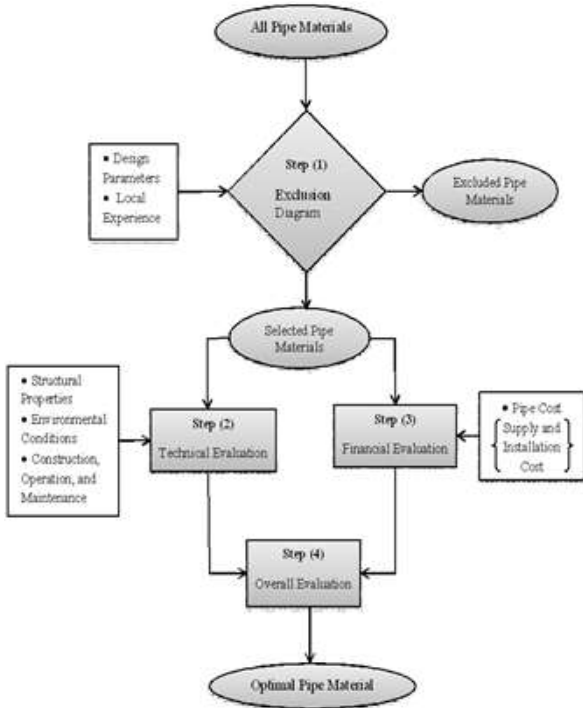 All Pipe Materials
• Design
Parameters
• Local
Experience
Step (1)
Exclusion
Diagram
Excluded Pipe
Materials
Selected Pipe
Materials
• Structural
Properties
• Environmental
Conditions
• Construction,
Operation, and
Maintenance
Step (2)
Technical Evaluation
Step (3)
Financial Evaluation
• Pipe Cost
{ Supply and
Installation
Cost }
Step (4)
Overall Evaluation
Optimal Pipe Material